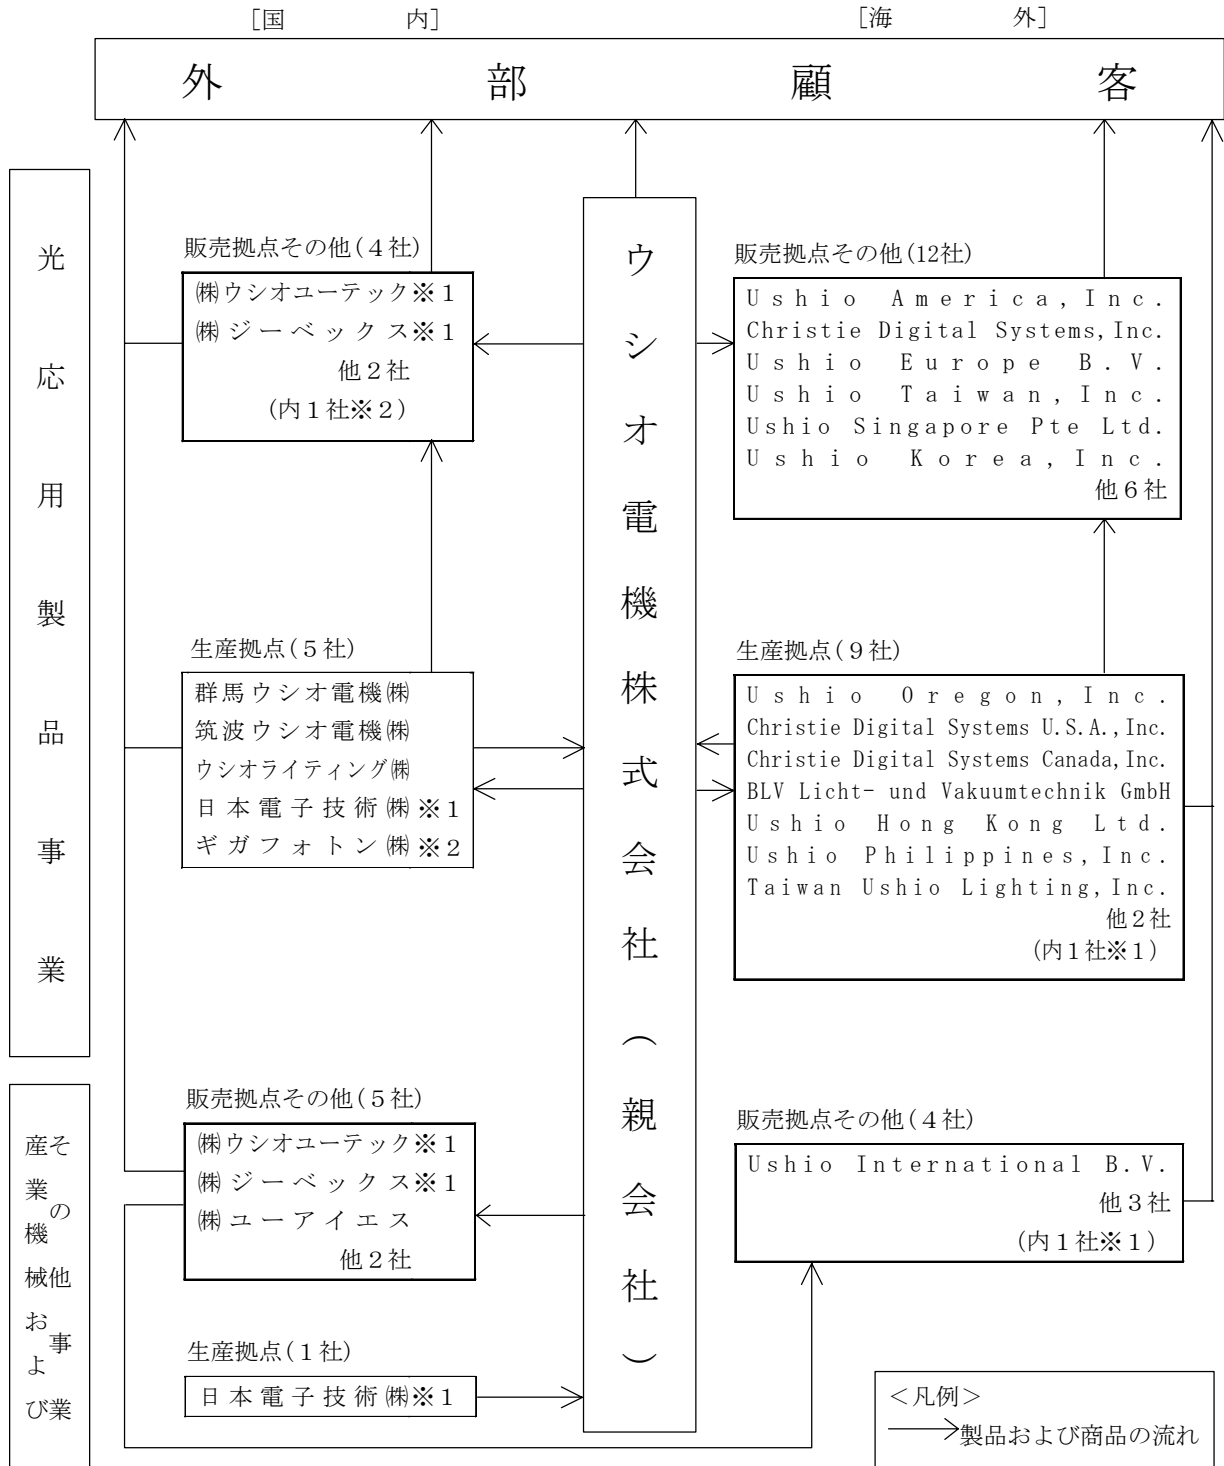 [国　　　内]
[海　　　外]
外部顧客
光応用製品事業
販売拠点その他(４社)
㈱ウシオユーテック※１
㈱ジーベックス※１
他２社
(内１社※２)
生産拠点(５社)
群馬ウシオ電機㈱
筑波ウシオ電機㈱
ウシオライティング㈱
日本電子技術㈱※１
ギガフォトン㈱※２
ウシオ電機株式会社（親会社）
販売拠点その他(12社)
Ushio America,Inc.
Christie Digital Systems,Inc.
Ushio Europe B.V.
Ushio Taiwan,Inc.
Ushio Singapore Pte Ltd.
Ushio Korea,Inc.
他６社
生産拠点(９社)
Ushio Oregon,Inc.
Christie Digital Systems U.S.A.,Inc.
Christie Digital Systems Canada,Inc.
BLV Licht- und Vakuumtechnik GmbH
Ushio Hong Kong Ltd.
Ushio Philippines,Inc.
Taiwan Ushio Lighting,Inc.
他２社
(内１社※１)
産業機械および
その他事業
販売拠点その他(５社)
㈱ウシオユーテック※１
㈱ジーベックス※１
㈱ユーアイエス
他２社
生産拠点(１社)
日本電子技術㈱※１
販売拠点その他(４社)
Ushio International B.V.
他３社
(内１社※１)
＜凡例＞
製品および商品の流れ